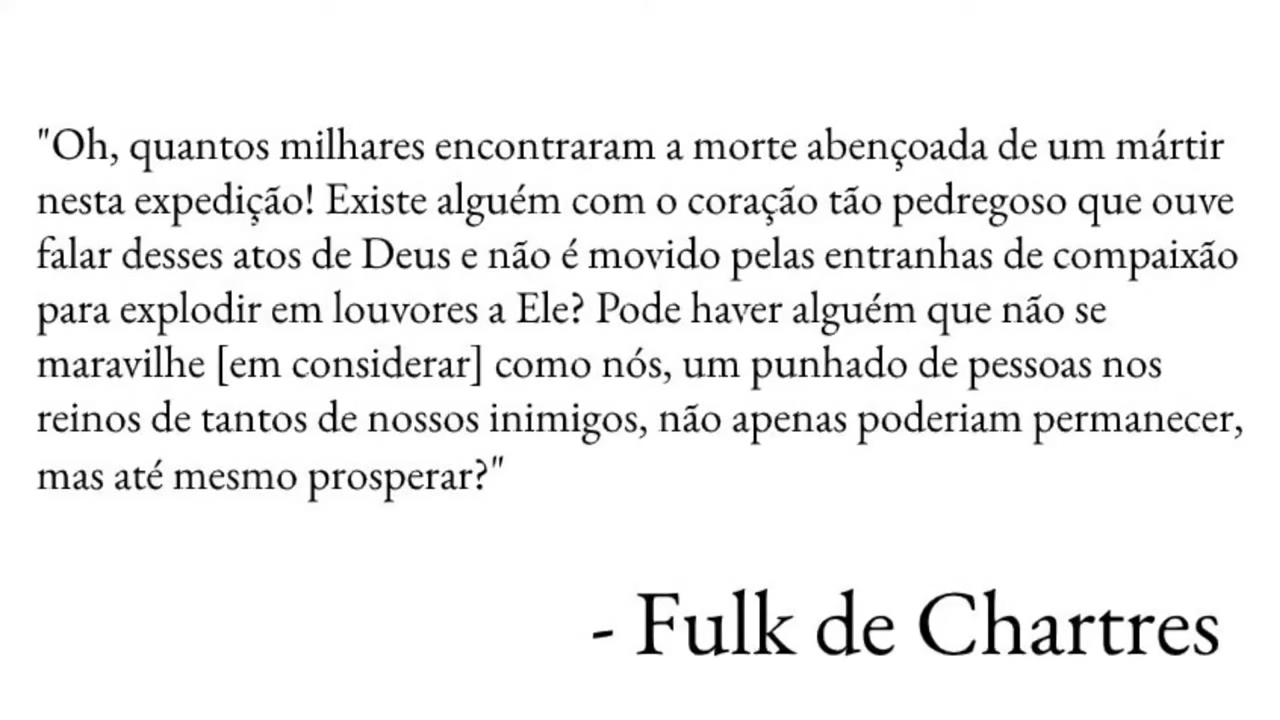 "Oh, quantos milhares encontraram a morte abençoada de um mártir
nesta expedição! Existe alguém com o coração tão pedregoso que ouve
falar desses atos de Deus e não é movido pelas entranhas de compaixão
para explodir em louvores a Ele? Pode haver alguém que não se
maravilhe [em considerar] como nós, um punhado de pessoas nos
reinos de tantos de nossos inimigos, não apenas poderiam permanecer,
mas até mesmo prosperar?"
- Fulk de Chartres